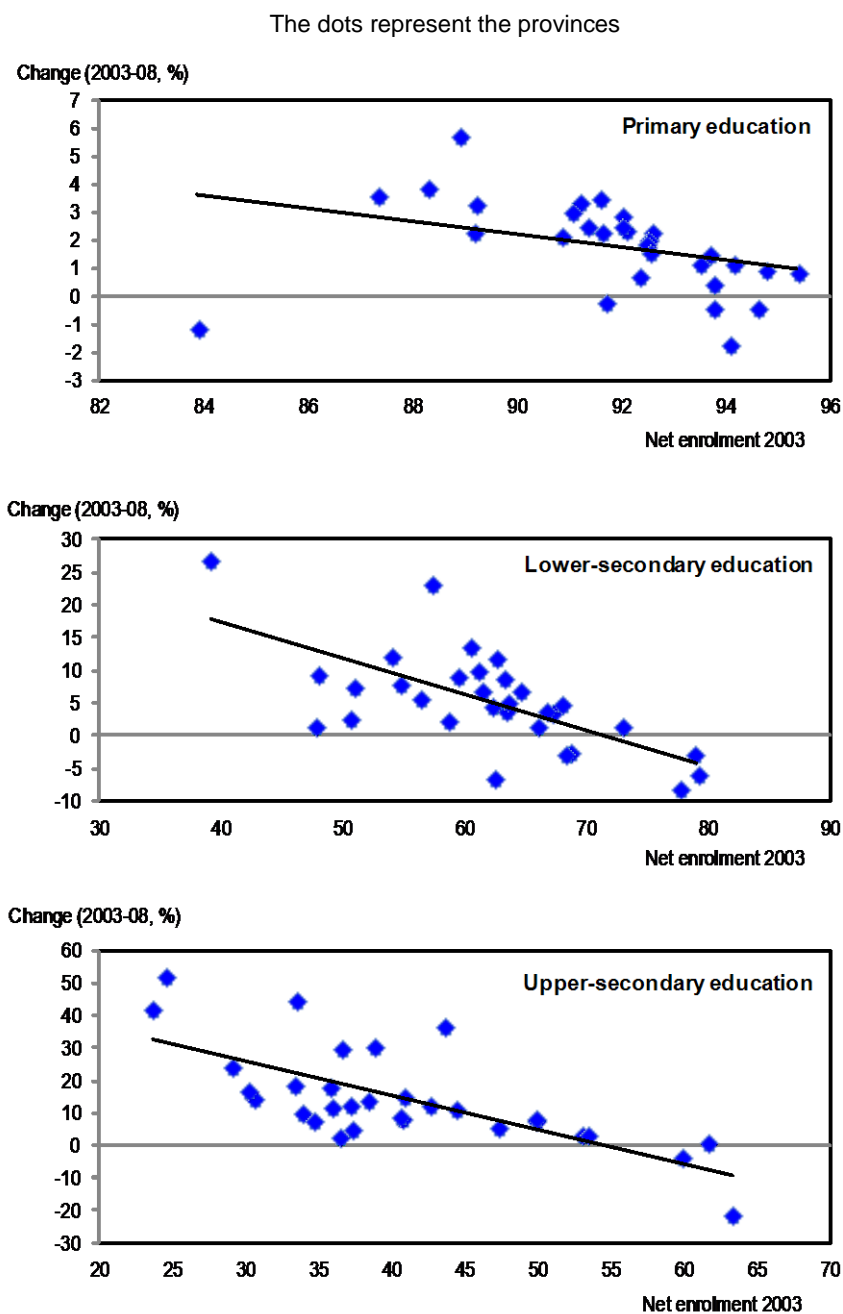 The dots represent the provinces
Change (2003-08, %)
Primary education
7
6
5
4
3
2
1
0
-1
-2
-3
82 84 86 88 90 92 94 96
Net enrolment 2003
Change (2003-08, %)
Lower-secondary education
30
25
20
15
10
5
0
-5
-10
30 40 50 60 70 80 90
Net enrolment 2003
Change (2003-08, %)
Upper-secondary education
60
50
40
30
20
10
0
-10
-20
-30
20 25 30 35 40 45 50 55 60 65 70
Net enrolment 2003